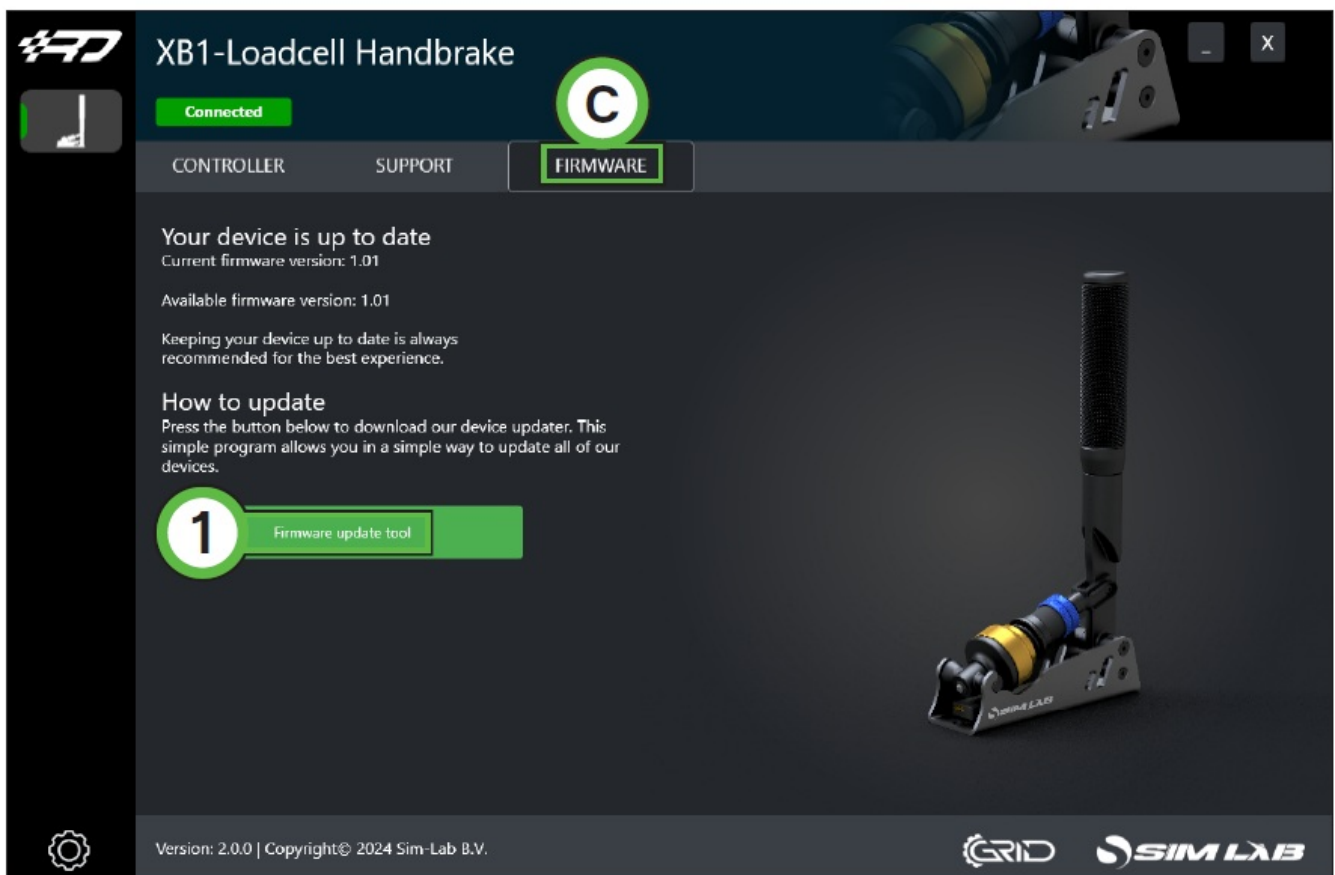 XB1-Loadcell Handbrake
_
X
Connected
C
CONTROLLER
SUPPORT
FIRMWARE
Your device is up to date
Current firmware version: 1.01
Available firmware version: 1.01
Keeping your device up to date is always
recommended for the best experience.
How to update
Press the button below to download our device updater. This
simple program allows you in a simple way to update all of our
devices.
1
Firmware update tool
SIM LAB
Version: 2.0.0 | Copyright© 2024 Sim-Lab B.V.
GRID
SIM LAB